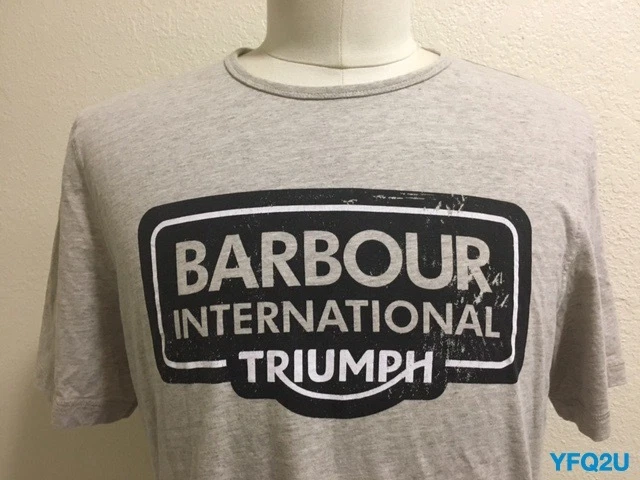 BARBOUR
INTERNATIONAL
TRIUMPH
YFQ2U